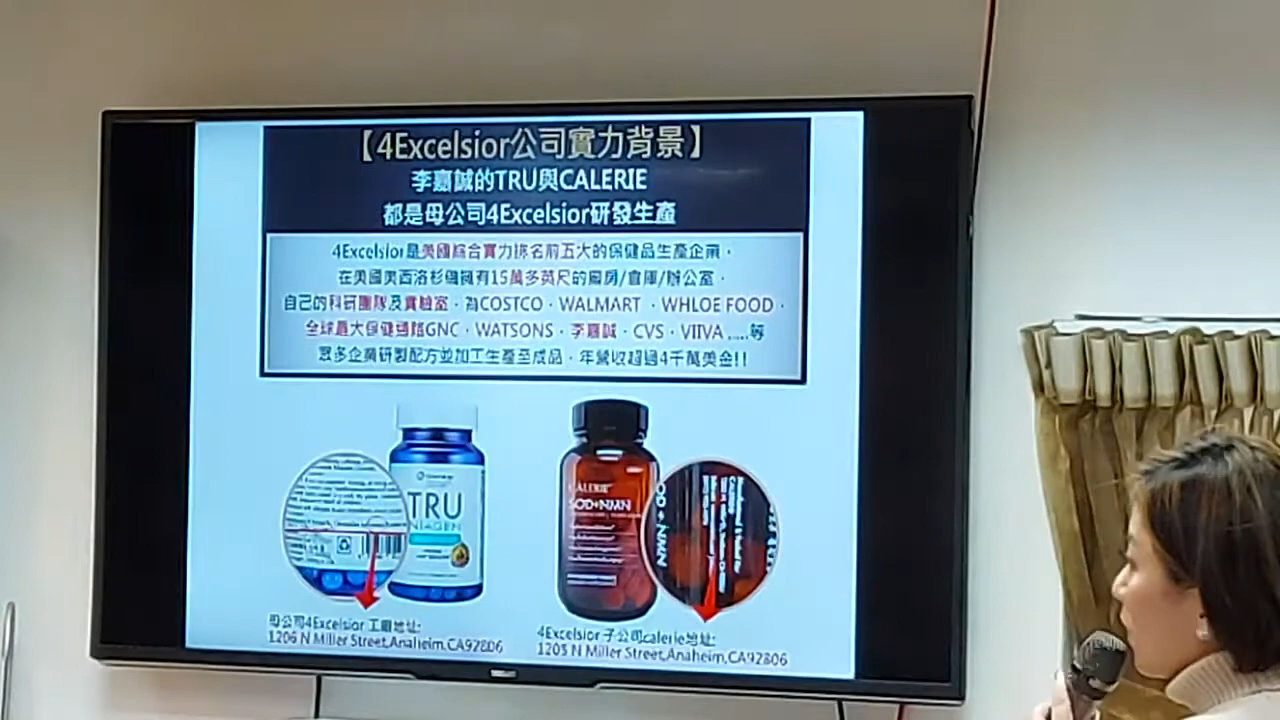 【4Excelsior公司實力背景】
李嘉誠的TRU與CALERIE
都是母公司4Excelsior研發生產
4Excelsior是美國綜合實力排名前五大的保健品生產企業,
在美國奧西洛杉磯擁有15萬多英尺的廠房/倉庫/辦公室,
自己的科研團隊及實驗室,為COSTCO,WALMART,WHLOE FOOD,
全球最大保健通路GNC,WATSONS,李嘉誠,CVS,VIIVA.....等
眾多企業研製配方並加工生產至成品,年營收超過4千萬美金!!
TRU
NIAGEN
CALERIE
SOD+NMN
OD + NMN
母公司4Excelsior 工廠地址:
1206 N Miller Street,Anaheim,CA92806
4Excelsior 子公司calerie地址:
1205 N Miller Street,Anaheim,CA92806